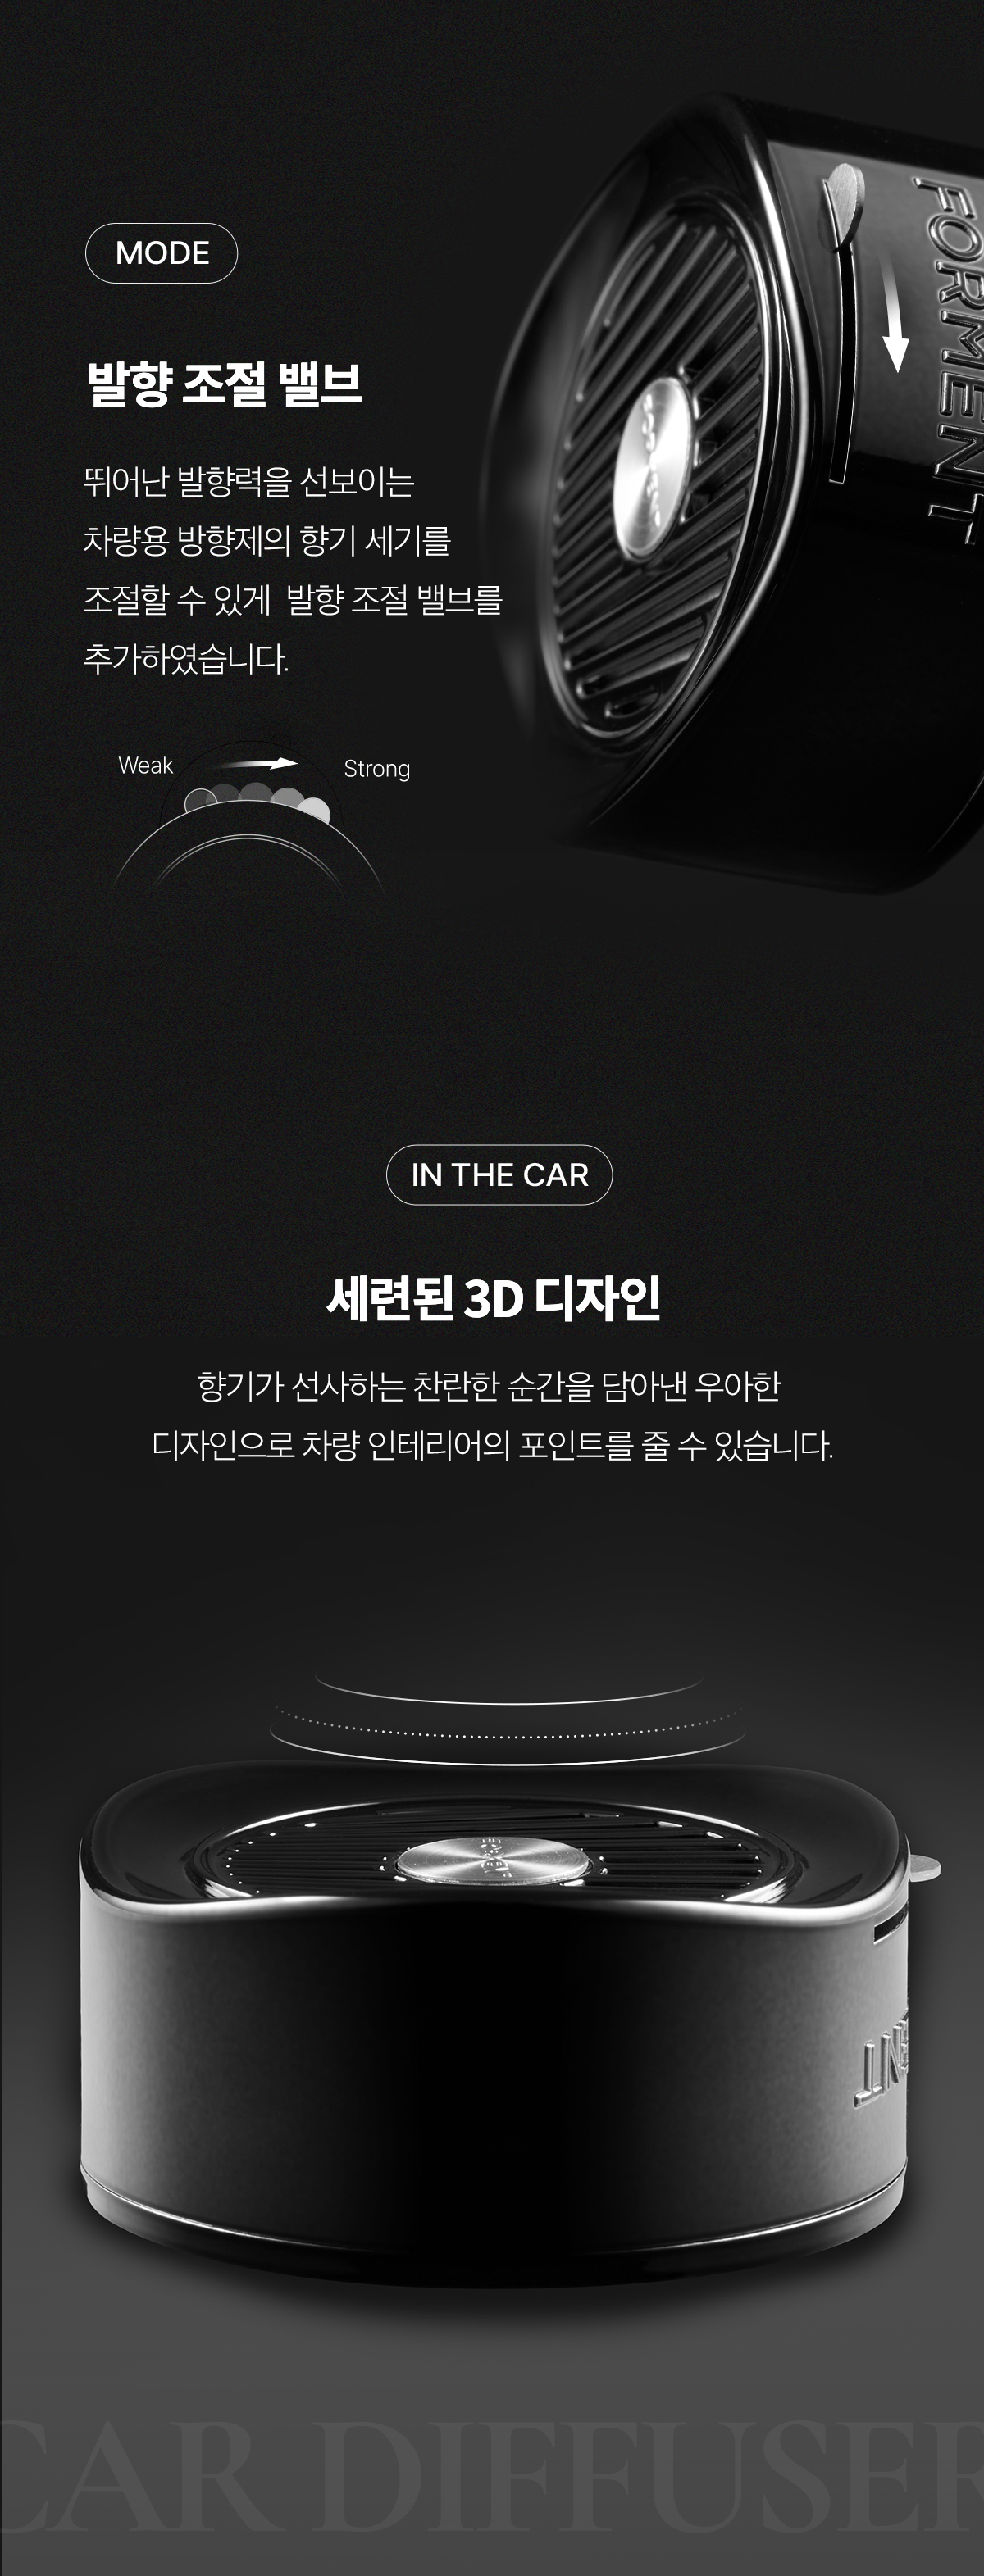 MODE
FORMENT
발향 조절 밸브
뛰어난 발향력을 선보이는
차량용 방향제의 향기 세기를
조절할 수 있게 발향 조절 밸브를
추가하였습니다.
Weak
Strong
IN THE CAR
세련된 3D 디자인
향기가 선사하는 찬란한 순간을 담아낸 우아한
디자인으로 차량 인테리어의 포인트를 줄 수 있습니다.
NT
CAR DIFFUSER